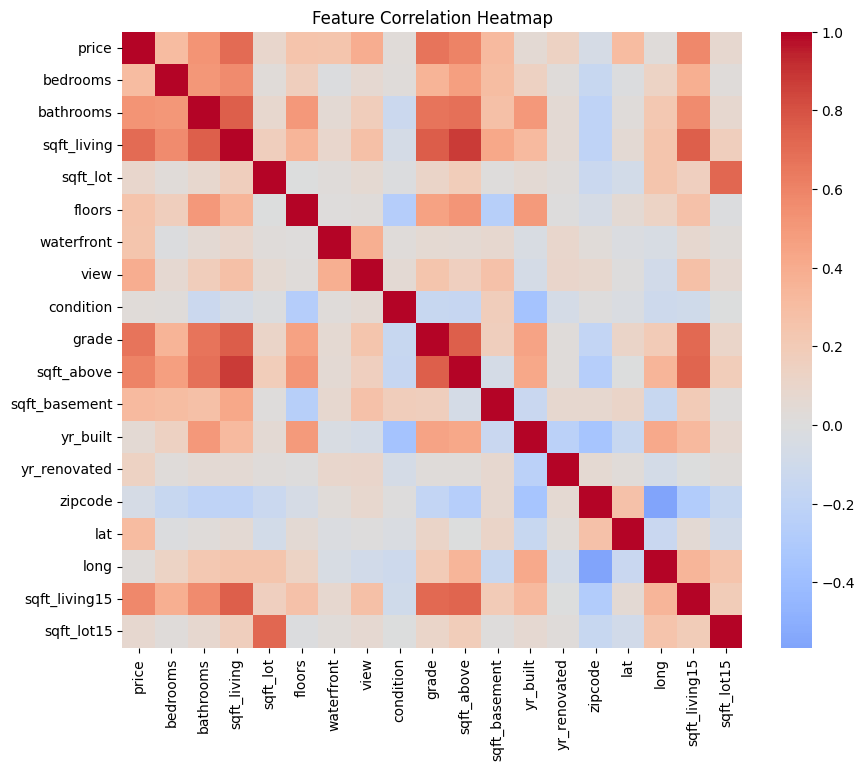 Feature Correlation Heatmap
price
bedrooms
bathrooms
sqft_living
sqft_lot
floors
waterfront
view
condition
grade
sqft_above
sqft_basement
yr_built
yr_renovated
zipcode
lat
long
sqft_living15
sqft_lot15
price
bedrooms
bathrooms
sqft_living
sqft_lot
floors
waterfront
view
condition
grade
sqft_above
sqft_basement
yr_built
yr_renovated
zipcode
lat
long
sqft_living15
sqft_lot15
1.0
0.8
0.6
0.4
0.2
0.0
−0.2
−0.4